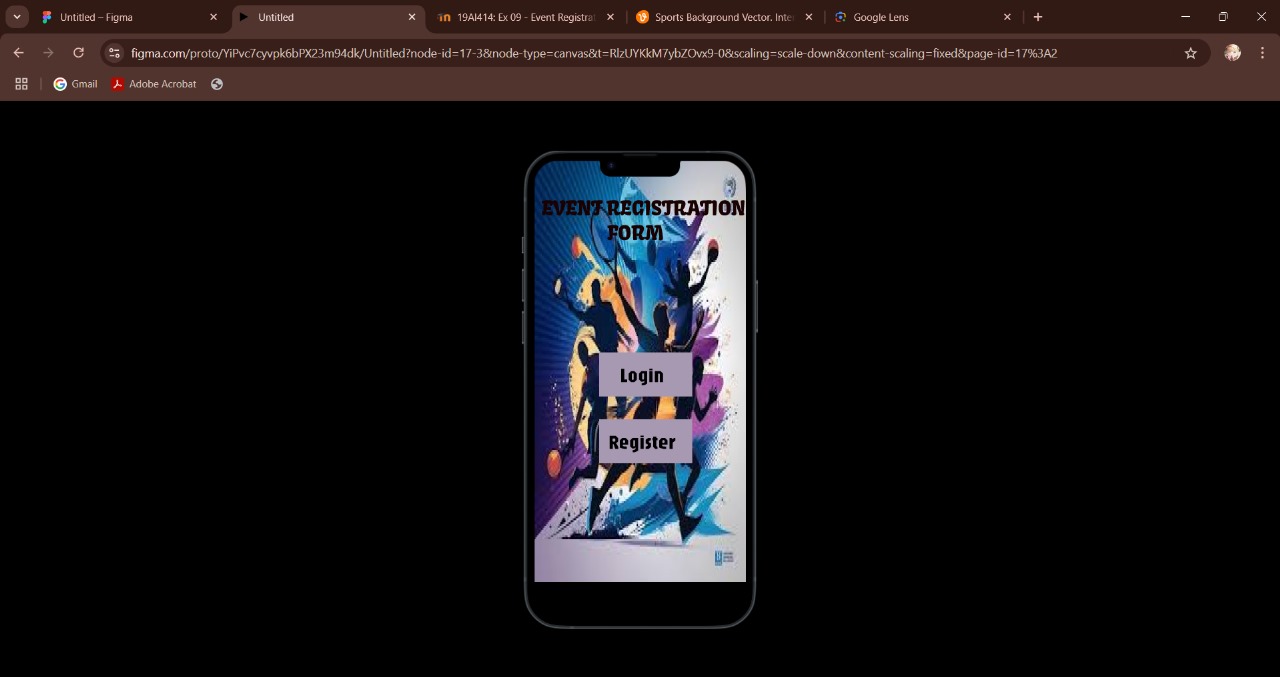 Untitled – Figma
Untitled
19AI414: Ex 09 - Event Registrat
Sports Background Vector. Inte
Google Lens
figma.com/proto/YiPvc7cyvpk6bPX23m94dk/Untitled?node-id=17-3&node-type=canvas&t=RlzUYKkM7ybZOvx9-0&scaling=scale-down&content-scaling=fixed&page-id=17%3A2
Gmail
Adobe Acrobat
EVENT REGISTRATION
FORM
Login
Register